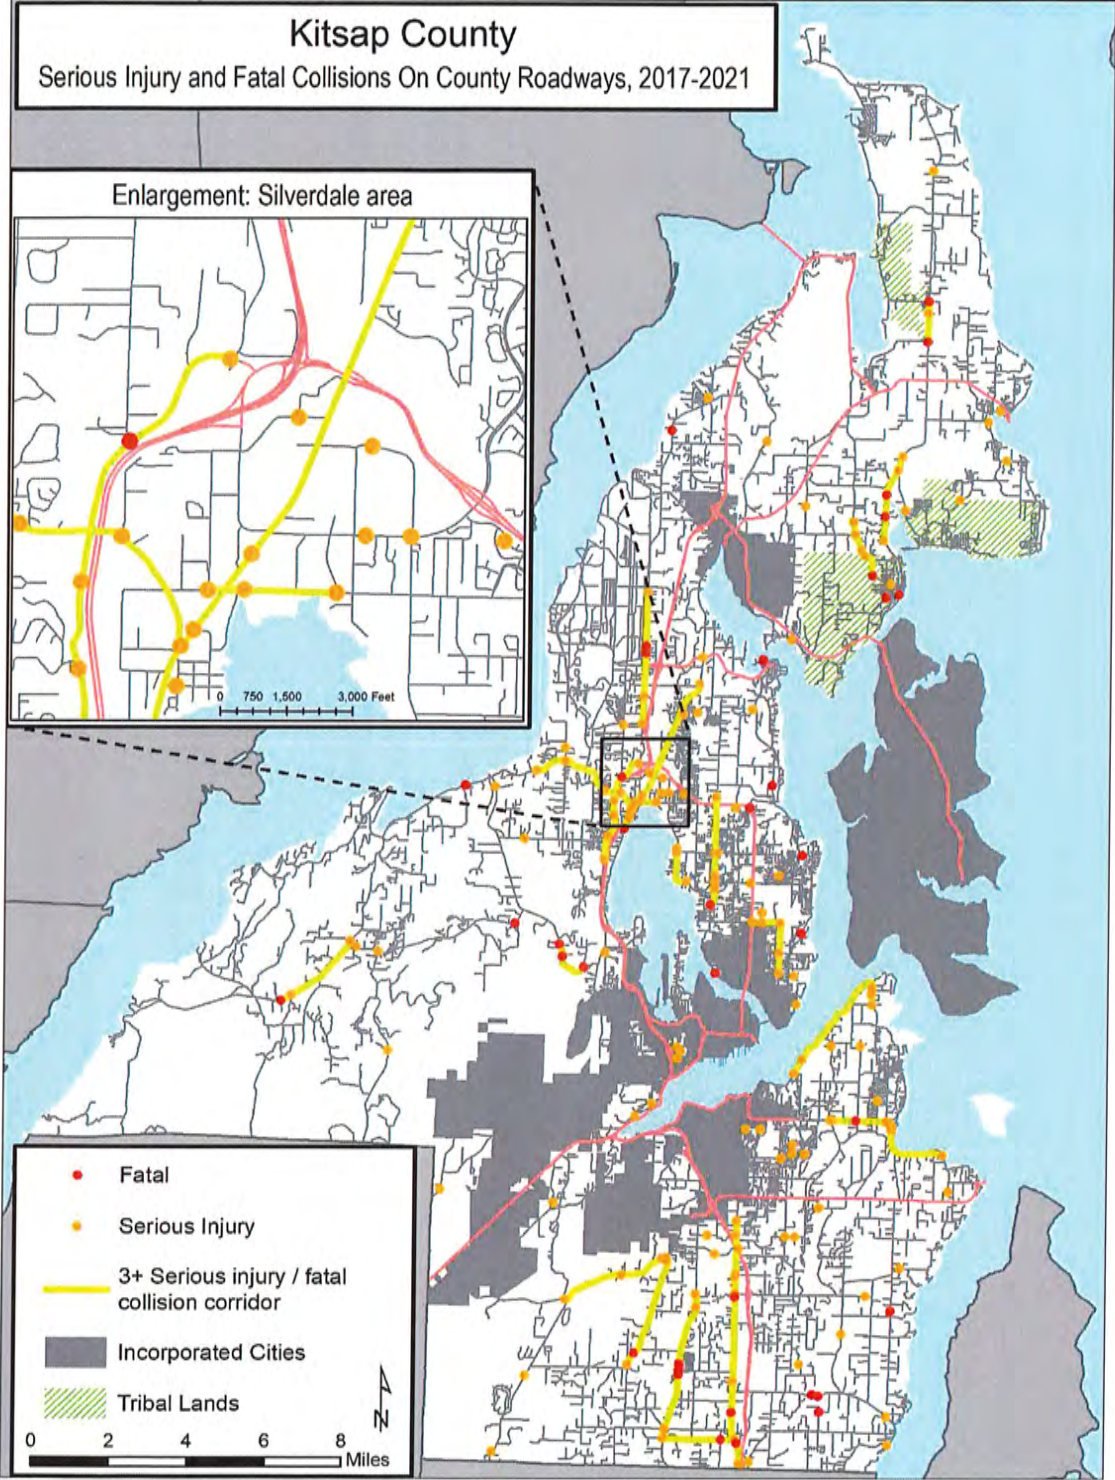 Kitsap County
Serious Injury and Fatal Collisions On County Roadways, 2017-2021
Enlargement: Silverdale area
0 750 1,500 3,000 Feet
Fatal
Serious Injury
3+ Serious injury / fatal
collision corridor
Incorporated Cities
Tribal Lands
N
0 2 4 6 8
Miles